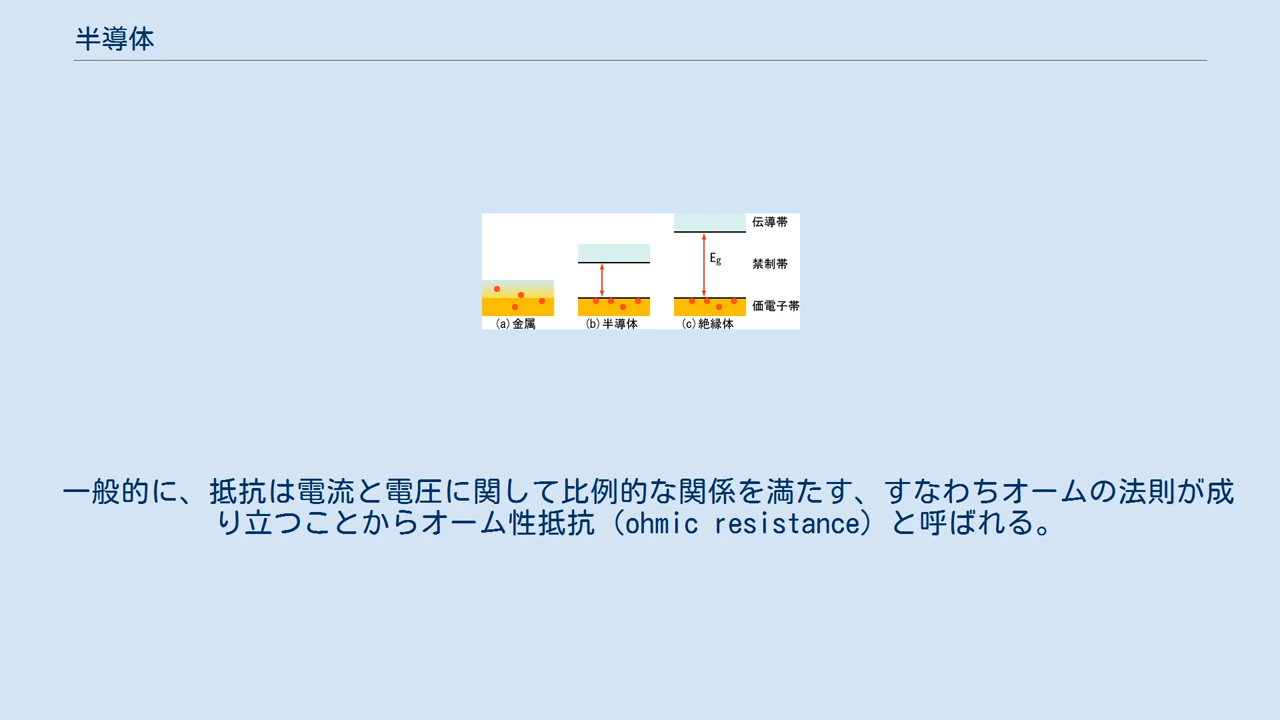 半導体
伝導帯
Eg
禁制帯
価電子帯
(a)金属
(b)半導体
(c)絶縁体
一般的に、抵抗は電流と電圧に関して比例的な関係を満たす、すなわちオームの法則が成
り立つことからオーム性抵抗（ohmic resistance）と呼ばれる。